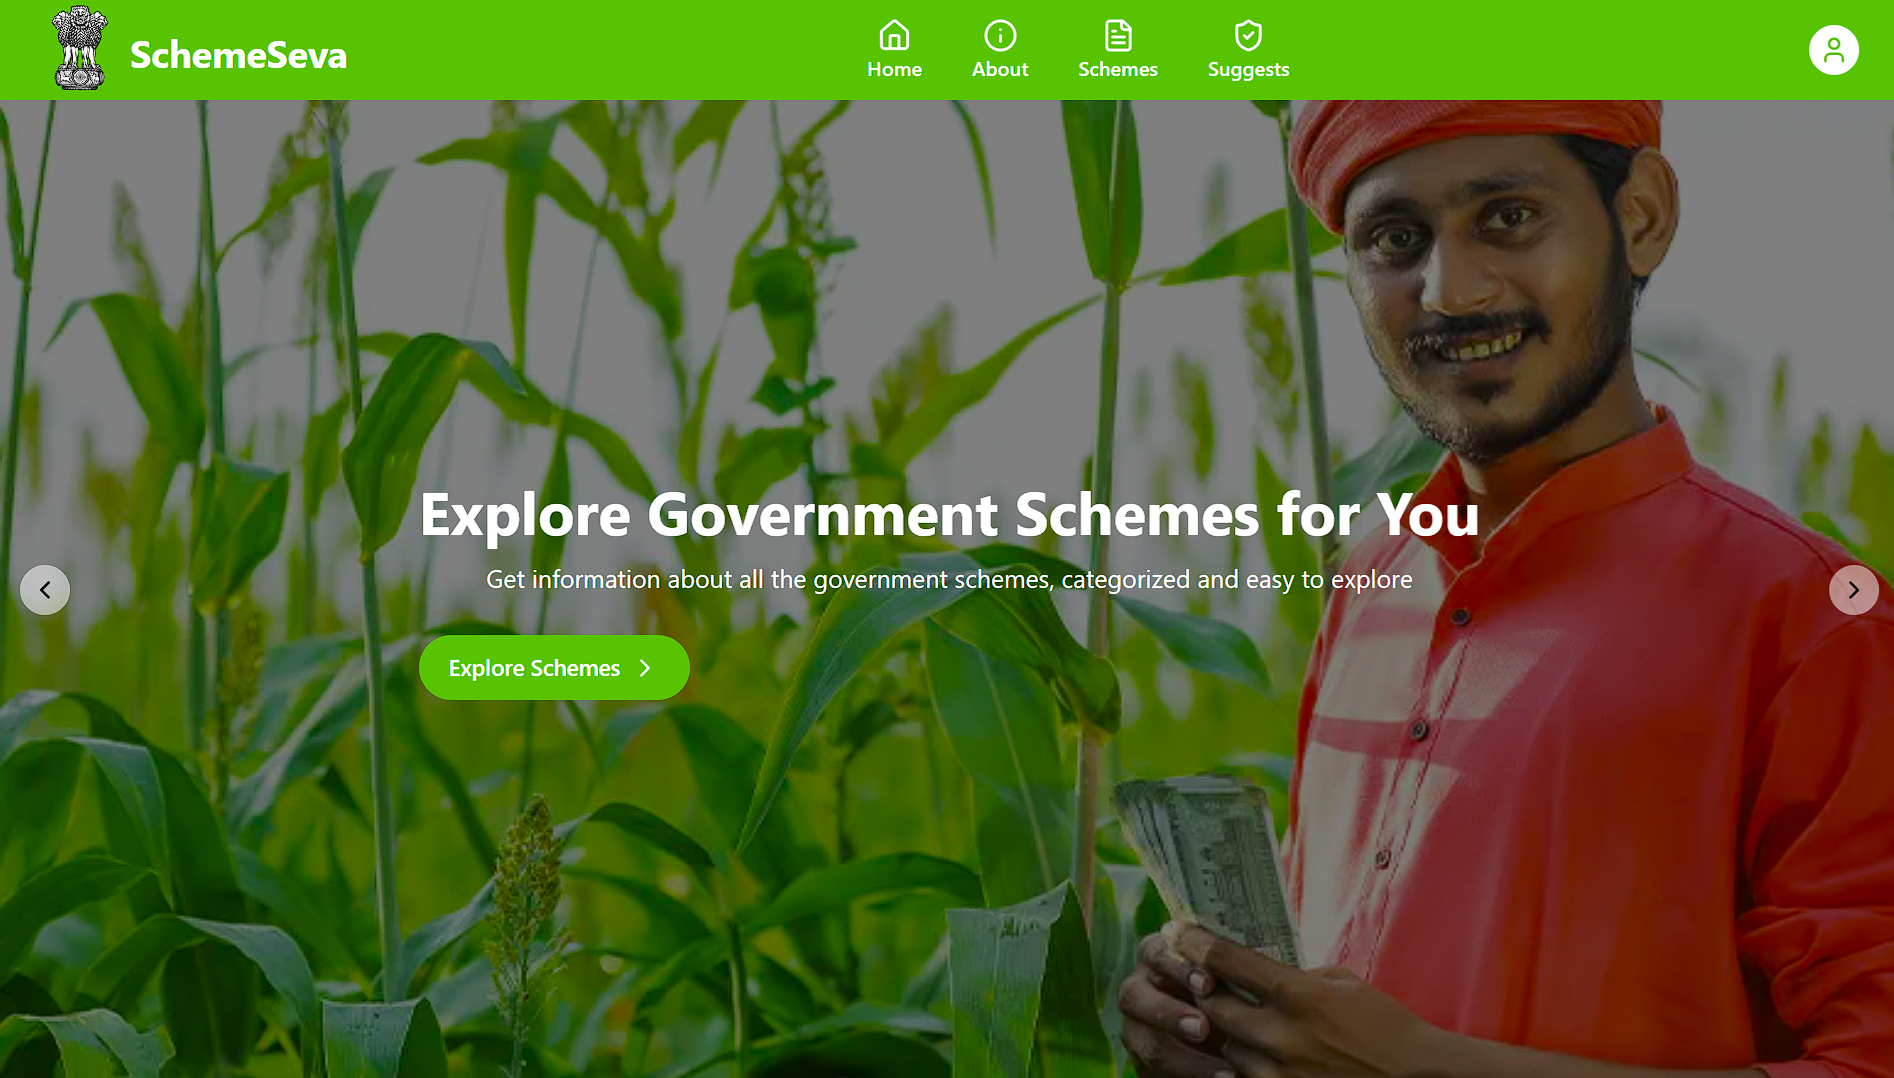 SchemeSeva
Home
About
Schemes
Suggests
Explore Government Schemes for You
Get information about all the government schemes, categorized and easy to explore
Explore Schemes